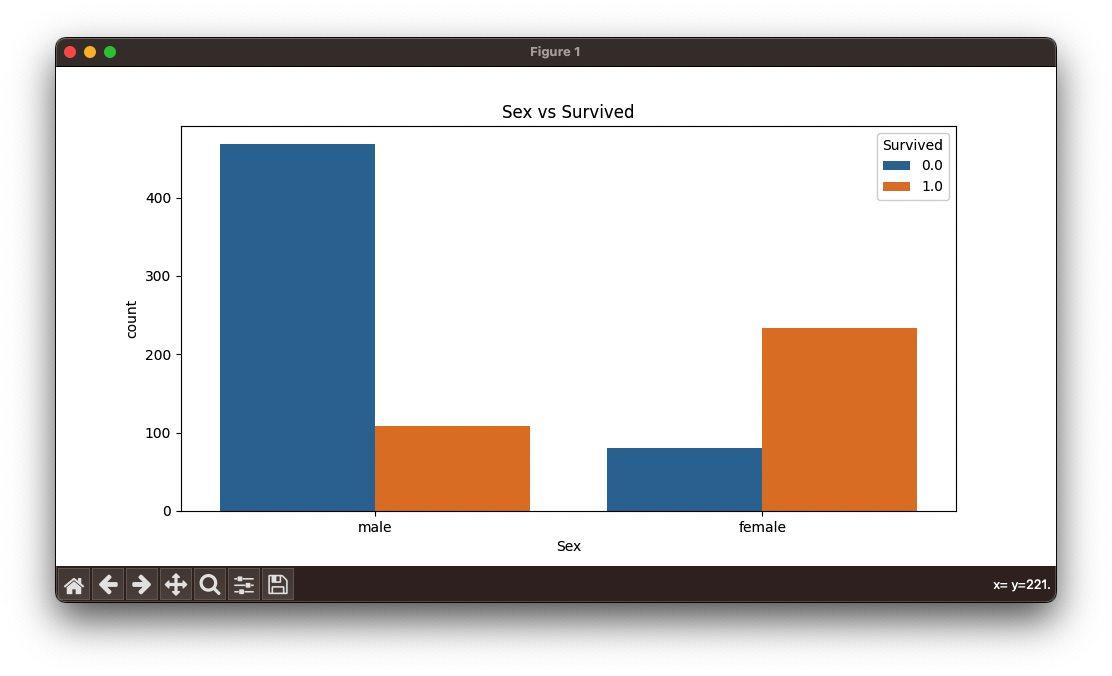 Figure 1
Sex vs Survived
Survived
0.0
1.0
400
300
200
100
0
count
male
female
Sex
x= y=221.